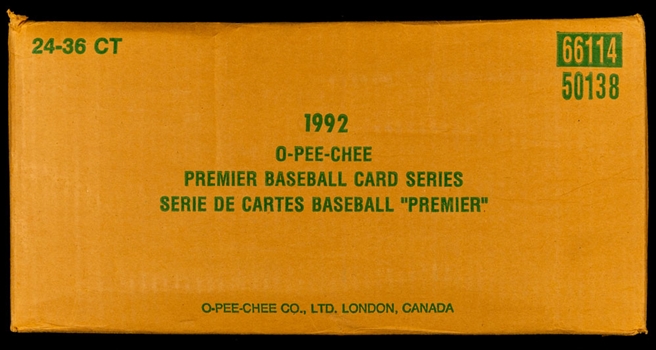 24-36 CT
66114
50138
1992
O-PEE-CHEE
PREMIER BASEBALL CARD SERIES
SERIE DE CARTES BASEBALL "PREMIER"
O-PEE-CHEE CO., LTD. LONDON, CANADA